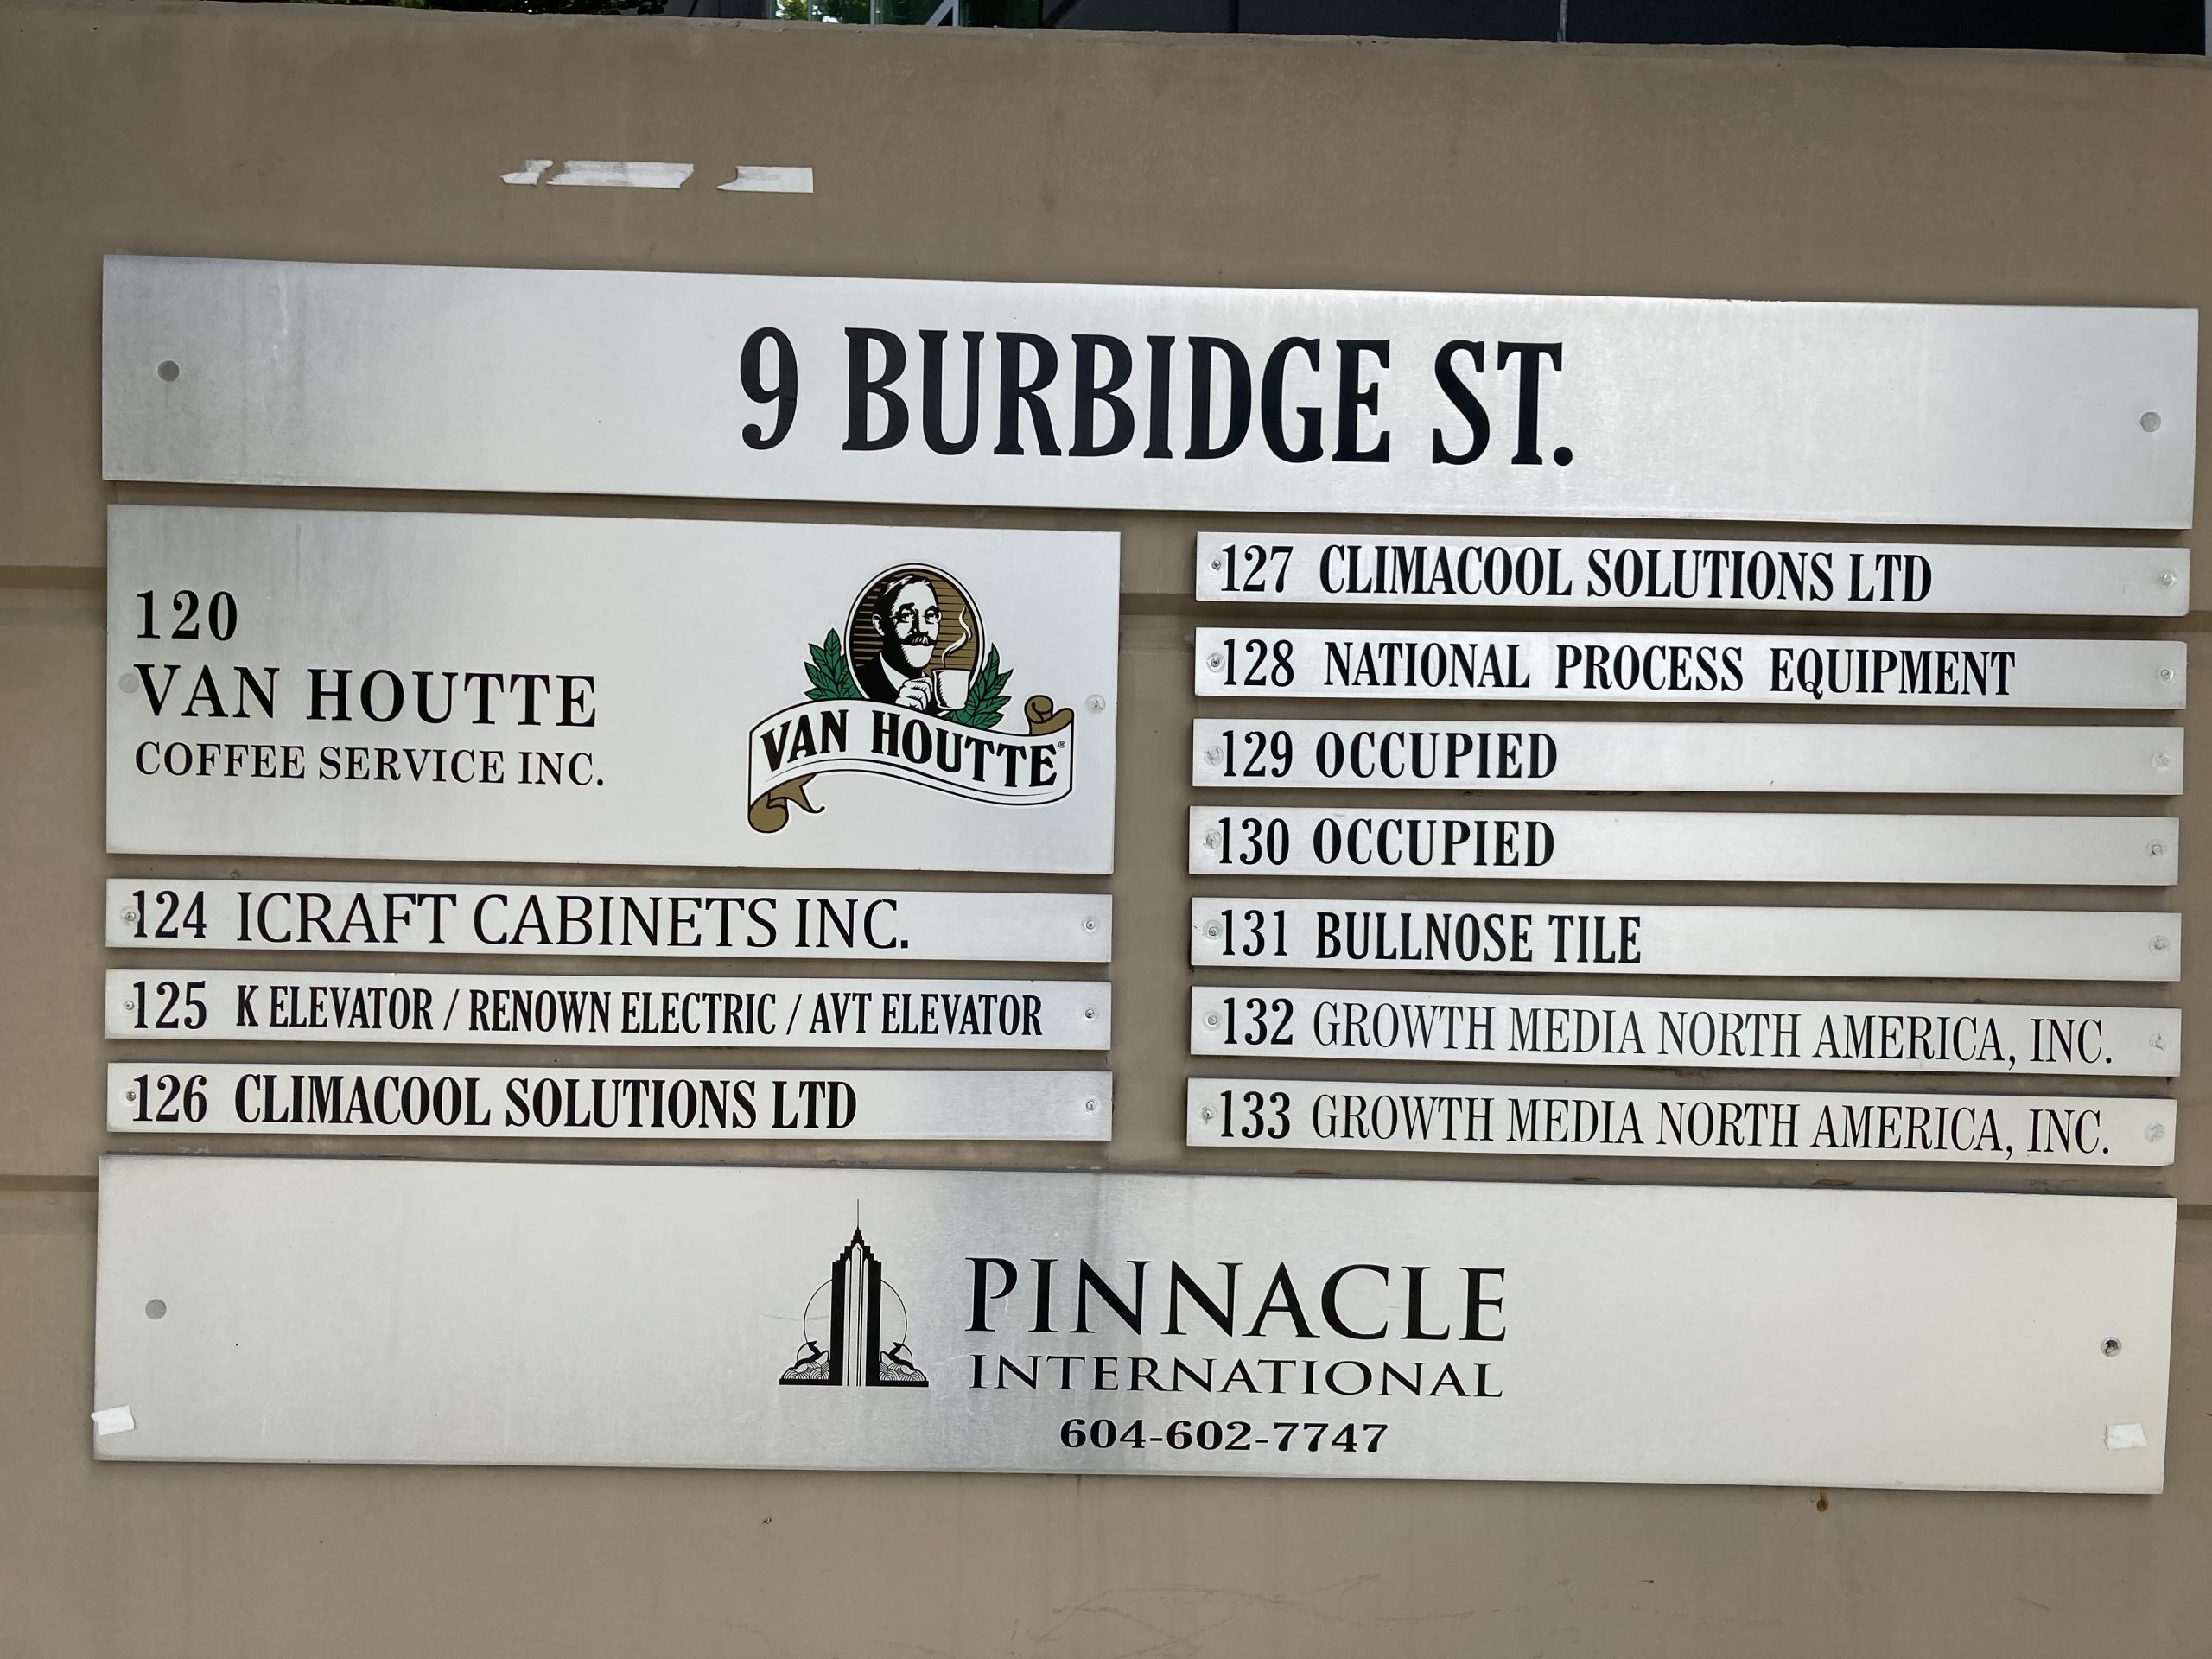 9 BURBIDGE ST.
120
VAN HOUTTE
COFFEE SERVICE INC.
VAN HOUTTE®
124 ICRAFT CABINETS INC.
125 K ELEVATOR / RENOWN ELECTRIC / AVT ELEVATOR
126 CLIMACOOL SOLUTIONS LTD
127 CLIMACOOL SOLUTIONS LTD
128 NATIONAL PROCESS EQUIPMENT
129 OCCUPIED
130 OCCUPIED
131 BULLNOSE TILE
132 GROWTH MEDIA NORTH AMERICA, INC.
133 GROWTH MEDIA NORTH AMERICA, INC.
PINNACLE
INTERNATIONAL
604-602-7747